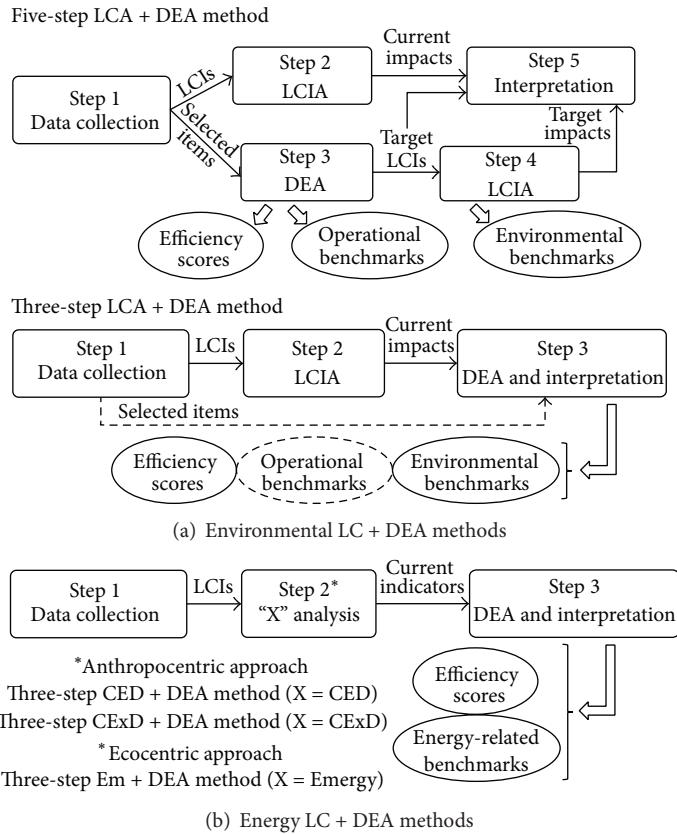 Five-step LCA + DEA method
Step 1
Data collection
LCIs
Selected
items
Step 2
LCIA
Current
impacts
Step 5
Interpretation
Step 3
DEA
Target
LCIs
Step 4
LCIA
Target
impacts
Efficiency
scores
Operational
benchmarks
Environmental
benchmarks
Three-step LCA + DEA method
Step 1
Data collection
LCIs
Step 2
LCIA
Current
impacts
Step 3
DEA and interpretation
Selected items
Efficiency
scores
Operational
benchmarks
Environmental
benchmarks
(a) Environmental LC + DEA methods
Step 1
Data collection
LCIs
Step 2*
“X” analysis
Current
indicators
Step 3
DEA and interpretation
*Anthropocentric approach
Three-step CED + DEA method (X = CED)
Three-step CExD + DEA method (X = CExD)
*Ecocentric approach
Three-step Em + DEA method (X = Emergy)
Efficiency
scores
Energy-related
benchmarks
(b) Energy LC + DEA methods